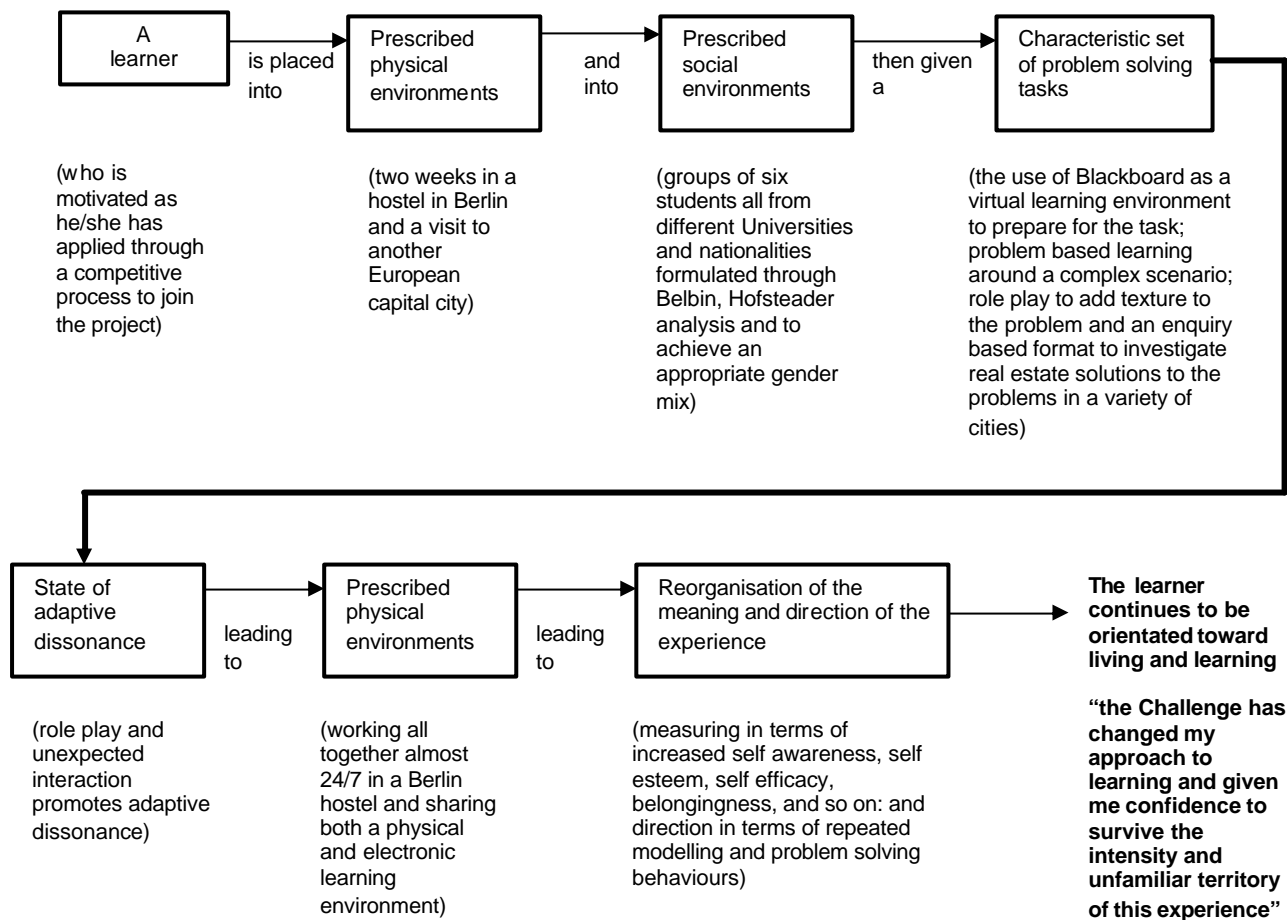 A
learner
is placed
into
Prescribed
physical
environments
and
into
Prescribed
social
environments
then given
a
Characteristic set
of problem solving
tasks
(who is
motivated as
he/she has
applied through
a competitive
process to join
the project)
(two weeks in a
hostel in Berlin
and a visit to
another
European
capital city)
(groups of six
students all from
different Universities
and nationalities
formulated through
Belbin, Hofsteader
analysis and to
achieve an
appropriate gender
mix)
(the use of Blackboard as a
virtual learning environment
to prepare for the task;
problem based learning
around a complex scenario;
role play to add texture to
the problem and an enquiry
based format to investigate
real estate solutions to the
problems in a variety of
cities)
State of
adaptive
dissonance
leading
to
Prescribed
physical
environments
leading
to
Reorganisation of the
meaning and direction of the
experience
The learner
continues to be
orientated toward
living and learning
(role play and
unexpected
interaction
promotes adaptive
dissonance)
(working all
together almost
24/7 in a Berlin
hostel and sharing
both a physical
and electronic
learning
environment)
(measuring in terms of
increased self awareness, self
esteem, self efficacy,
belongingness, and so on: and
direction in terms of repeated
modelling and problem solving
behaviours)
“the Challenge has
changed my
approach to
learning and given
me confidence to
survive the
intensity and
unfamiliar territory
of this experience”